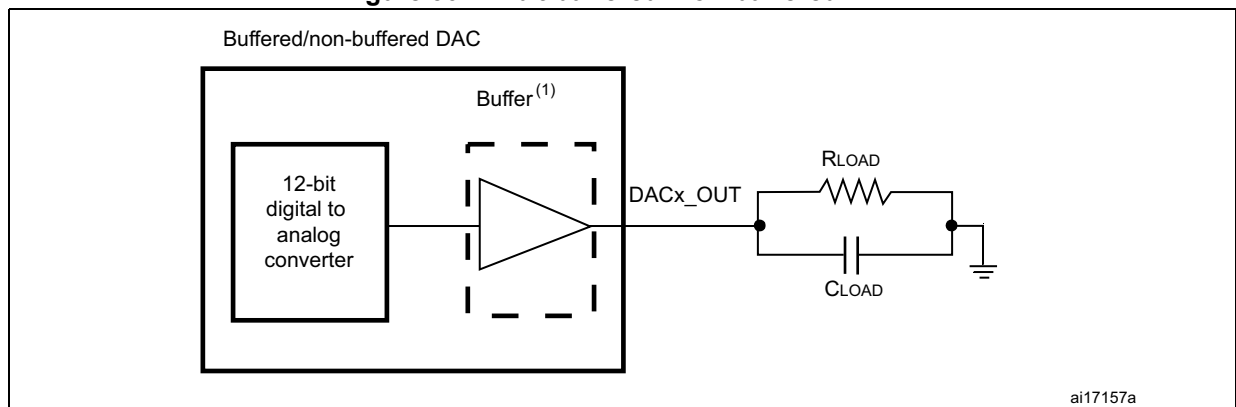 Buffered/non-buffered DAC
Buffer(1)
12-bit
digital to
analog
converter
DACx_OUT
RLOAD
CLOAD
ai17157a